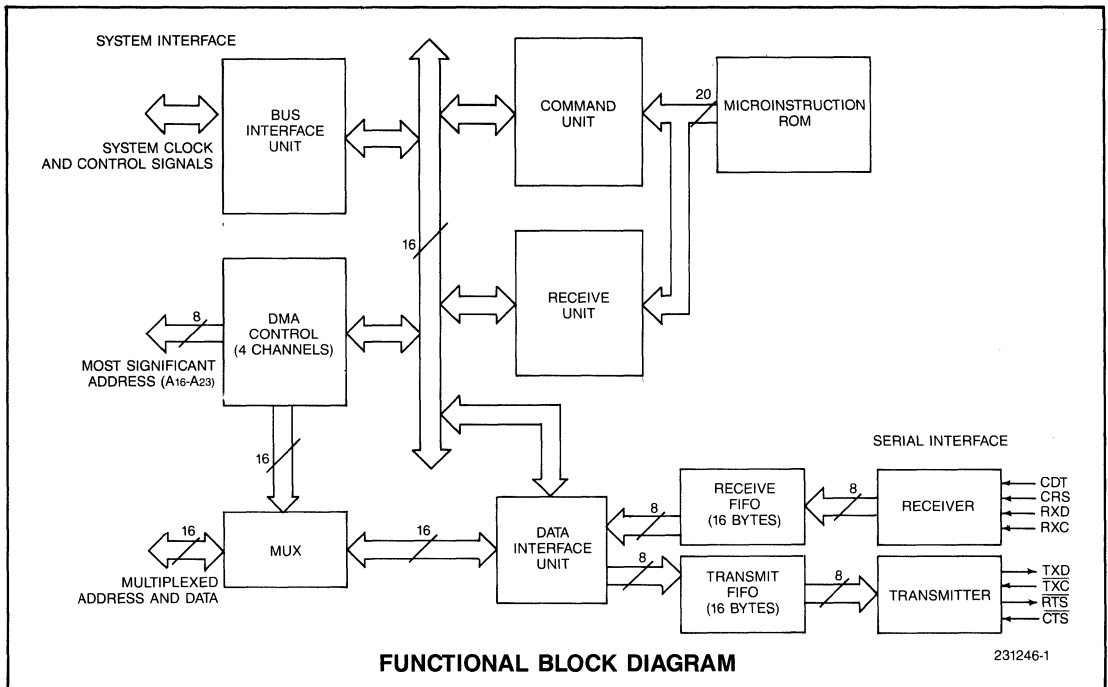 SYSTEM INTERFACE
BUS
INTERFACE
UNIT
SYSTEM CLOCK
AND CONTROL SIGNALS
COMMAND
UNIT
20
MICROINSTRUCTION
ROM
16
DMA
CONTROL
(4 CHANNELS)
8
MOST SIGNIFICANT
ADDRESS (A16-A23)
RECEIVE
UNIT
16
MUX
16
MULTIPLEXED
ADDRESS AND DATA
16
DATA
INTERFACE
UNIT
SERIAL INTERFACE
8
RECEIVE
FIFO
(16 BYTES)
8
RECEIVER
CDT
CRS
RXD
RXC
8
TRANSMIT
FIFO
(16 BYTES)
8
TRANSMITTER
TXD
TXC
RTS
CTS
FUNCTIONAL BLOCK DIAGRAM
231246-1